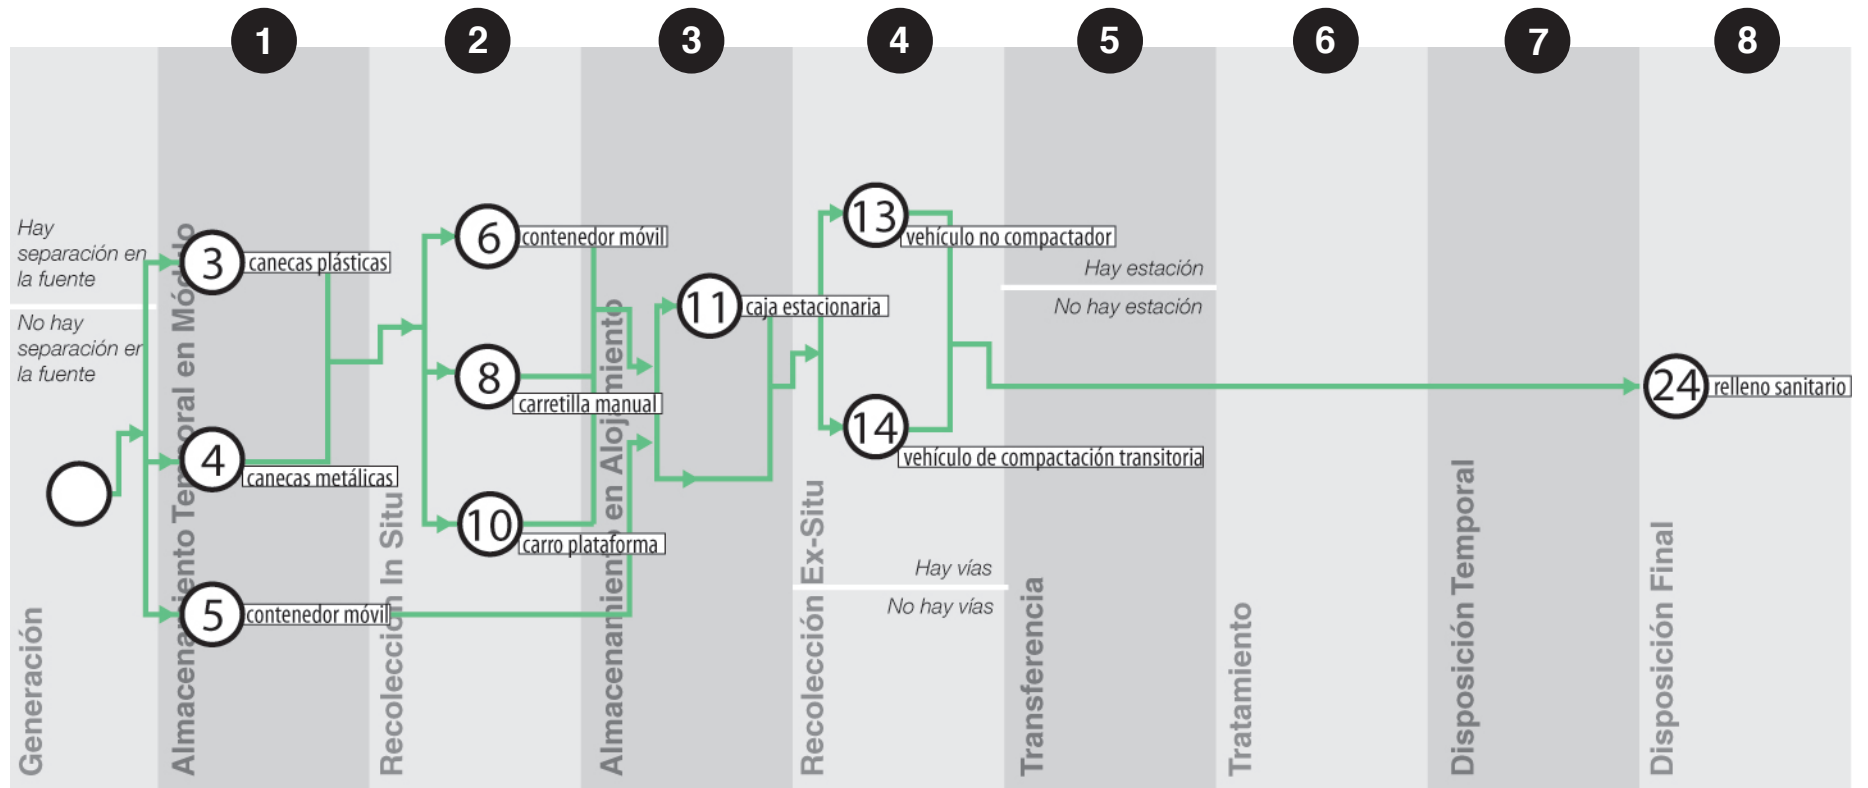 1
2
3
4
5
6
7
8
Hay
separación en
la fuente
No hay
separación en
la fuente
Generación
Almacenamiento Temporal en Módulo
3
canecas plásticas
4
canecas metálicas
5
contenedor móvil
Recolección In Situ
6
contenedor móvil
8
carretilla manual
10
carro plataforma
Almacenamiento en Alojamiento
11
caja estacionaria
Recolección Ex-Situ
13
vehículo no compactador
14
vehículo de compactación transitoria
Hay vías
No hay vías
Transferencia
Hay estación
No hay estación
Tratamiento
Disposición Temporal
Disposición Final
24
relleno sanitario